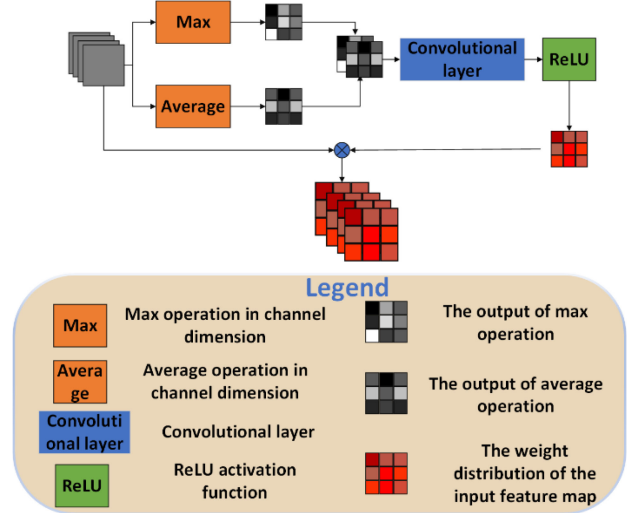 Max
Average
Convolutional
layer
ReLU
Legend
Max
Max operation in channel
dimension
The output of max
operation
Avera
ge
Average operation in
channel dimension
The output of average
operation
Convoluti
onal layer
Convolutional layer
ReLU
ReLU activation
function
The weight
distribution of the
input feature map